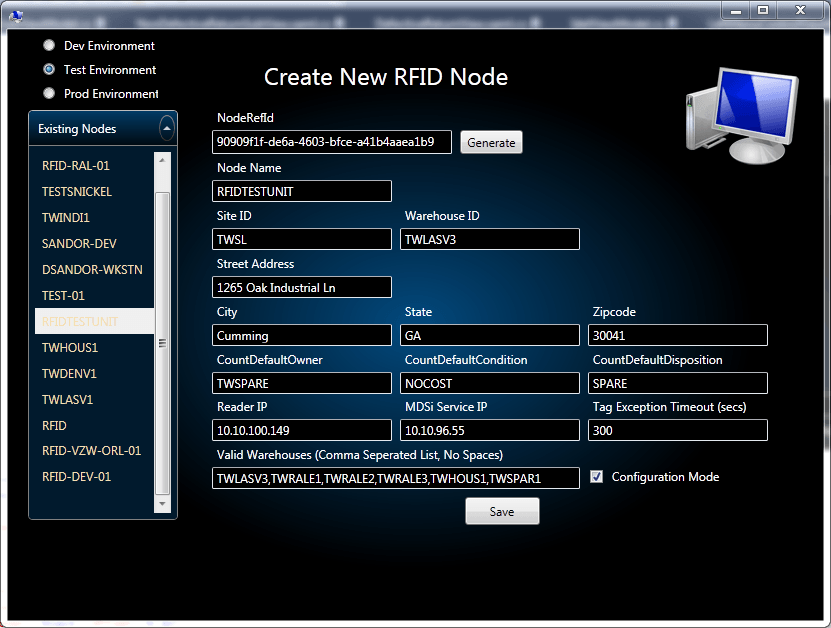 Dev Environment
Test Environment
Prod Environment
Create New RFID Node
Existing Nodes
RFID-RAL-01
TESTSNICKEL
TWINDI1
SANDOR-DEV
DSANDOR-WKSTN
TEST-01
RFIDTESTUNIT
TWHOUS1
TWDENV1
TWLASV1
RFID
RFID-VZW-ORL-01
RFID-DEV-01
NodeRefId
90909f1f-de6a-4603-bfce-a41b4aaea1b9 Generate
Node Name
RFIDTESTUNIT
Site ID Warehouse ID
TWSL TWLASV3
Street Address
1265 Oak Industrial Ln
City State Zipcode
Cumming GA 30041
CountDefaultOwner CountDefaultCondition CountDefaultDisposition
TWSPARE NOCOST SPARE
Reader IP MDSi Service IP Tag Exception Timeout (secs)
10.10.100.149 10.10.96.55 300
Valid Warehouses (Comma Seperated List, No Spaces)
TWLASV3,TWRALE1,TWRALE2,TWRALE3,TWHOUS1,TWSPAR1 Configuration Mode
Save